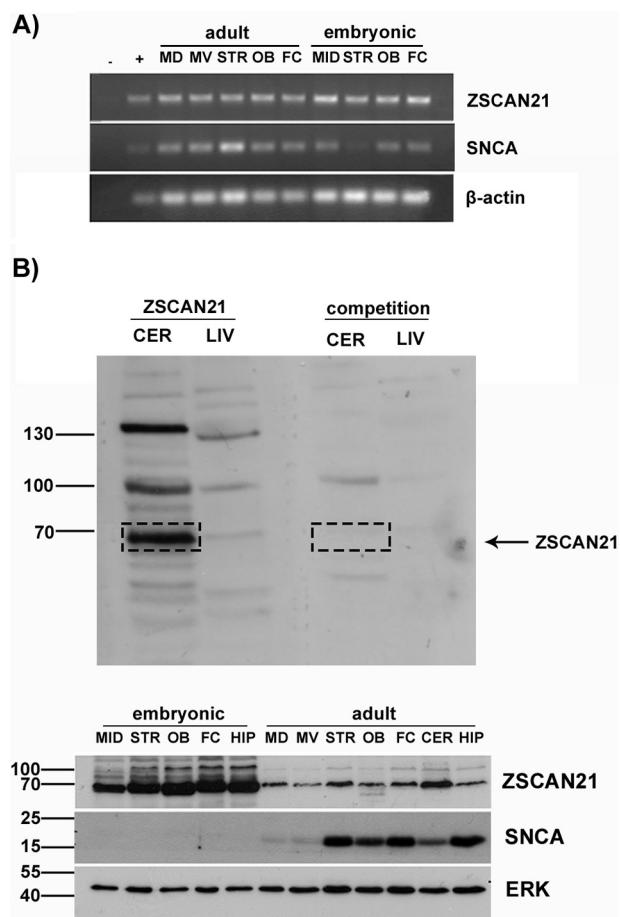 A)
adult embryonic
- + MD MV STR OB FC MID STR OB FC
ZSCAN21
SNCA
β-actin
B)
ZSCAN21 competition
CER LIV CER LIV
130
100
70
ZSCAN21
embryonic adult
MID STR OB FC HIP MD MV STR OB FC CER HIP
100
70
ZSCAN21
25
15
SNCA
55
40
ERK